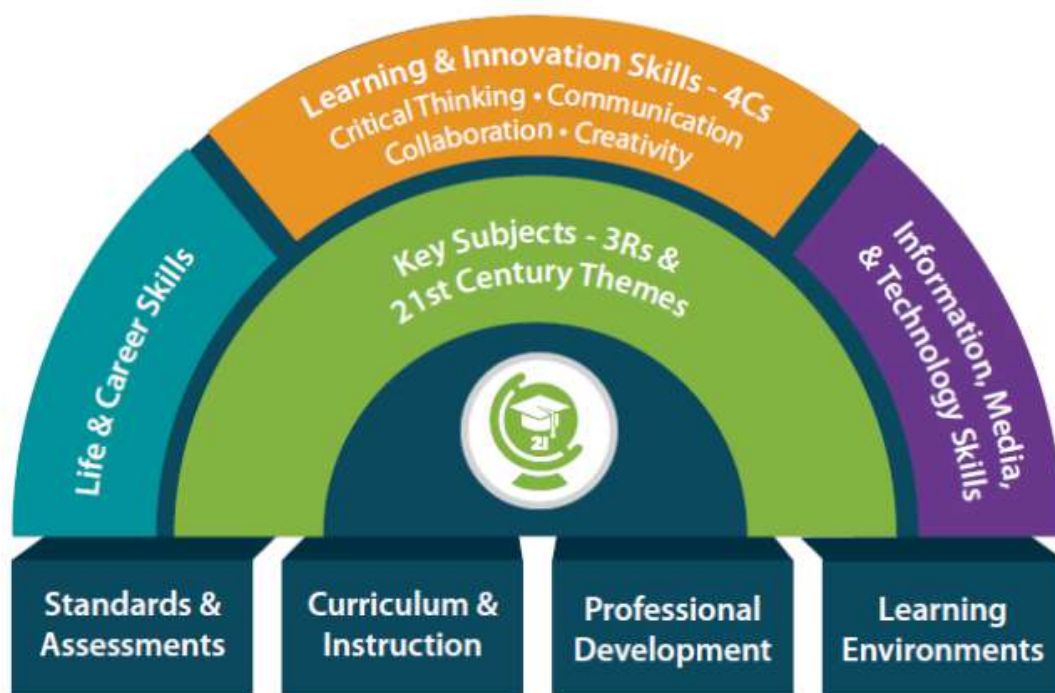 Learning & Innovation Skills - 4Cs
Critical Thinking • Communication
Collaboration • Creativity
Life & Career Skills
Key Subjects - 3Rs &
21st Century Themes
Information, Media,
& Technology Skills
21
Standards &
Assessments
Curriculum &
Instruction
Professional
Development
Learning
Environments